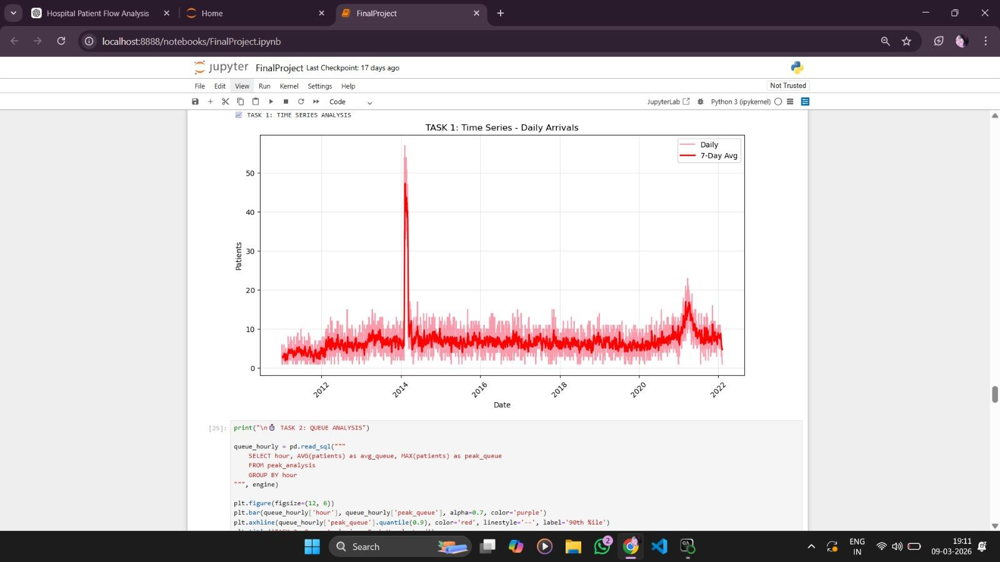 Hospital Patient Flow Analysis
Home
FinalProject
localhost:8888/notebooks/FinalProject.ipynb
jupyter FinalProject Last Checkpoint: 17 days ago
File Edit View Run Kernel Settings Help
Not Trusted
Code
JupyterLab
Python 3 (ipykernel)
TASK 1: TIME SERIES ANALYSIS
TASK 1: Time Series - Daily Arrivals
Daily
7-Day Avg
50
40
30
20
10
0
Patients
2012
2014
2016
2018
2020
2022
Date
[25]:
print("\n⏱ TASK 2: QUEUE ANALYSIS")
queue_hourly = pd.read_sql("""
SELECT hour, AVG(patients) as avg_queue, MAX(patients) as peak_queue
FROM peak_analysis
GROUP BY hour
""", engine)
plt.figure(figsize=(12, 6))
plt.bar(queue_hourly['hour'], queue_hourly['peak_queue'], alpha=0.7, color='purple')
plt.axhline(queue_hourly['peak_queue'].quantile(0.9), color='red', linestyle='--', label='90th %ile')
Search
2
ENG
IN
19:11
09-03-2026